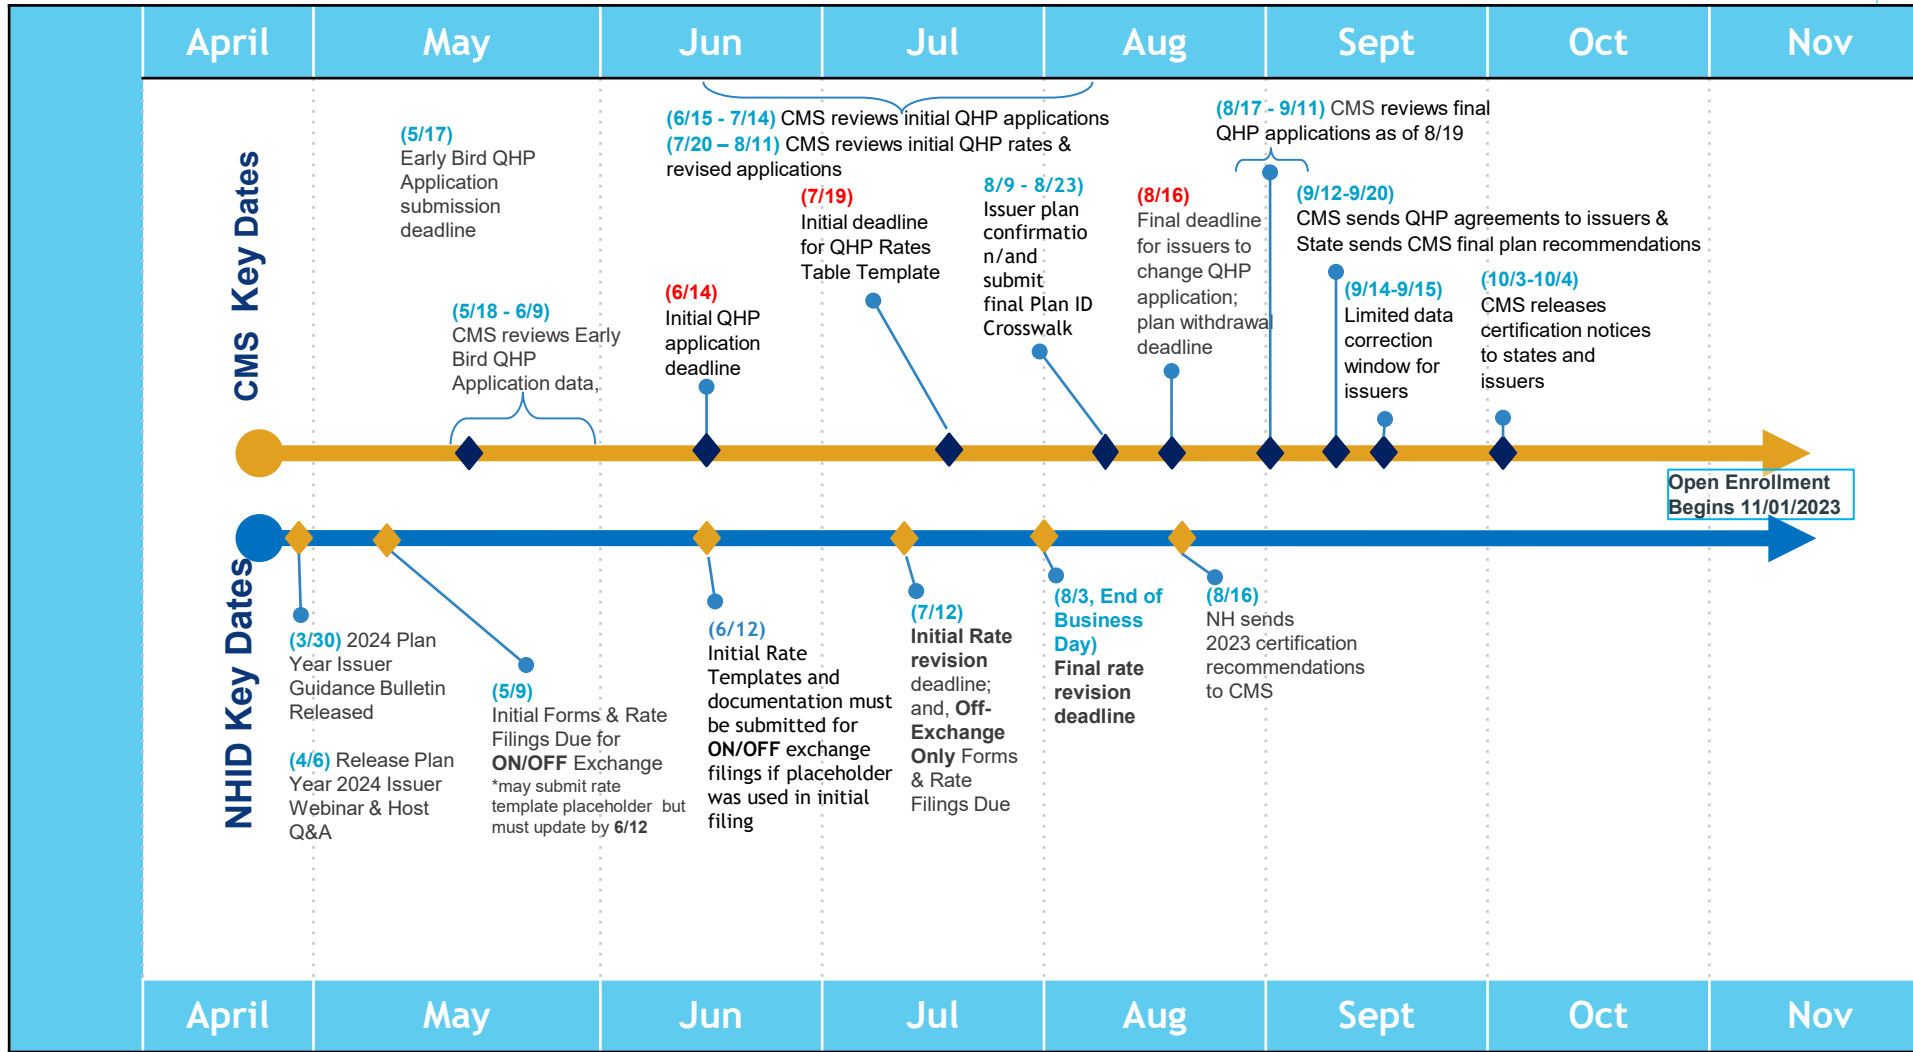 April
May
Jun
Jul
Aug
Sept
Oct
Nov
CMS Key Dates
(5/17)
Early Bird QHP
Application
submission
deadline
(5/18 - 6/9)
CMS reviews Early
Bird QHP
Application data,
(6/15 - 7/14) CMS reviews initial QHP applications
(7/20 – 8/11) CMS reviews initial QHP rates &
revised applications
(6/14)
Initial QHP
application
deadline
(7/19)
Initial deadline
for QHP Rates
Table Template
8/9 - 8/23)
Issuer plan
confirmatio
n/and
submit
final Plan ID
Crosswalk
(8/16)
Final deadline
for issuers to
change QHP
application;
plan withdrawal
deadline
(8/17 - 9/11) CMS reviews final
QHP applications as of 8/19
(9/12-9/20)
CMS sends QHP agreements to issuers &
State sends CMS final plan recommendations
(9/14-9/15)
Limited data
correction
window for
issuers
(10/3-10/4)
CMS releases
certification notices
to states and
issuers
Open Enrollment
Begins 11/01/2023
NHID Key Dates
(3/30) 2024 Plan
Year Issuer
Guidance Bulletin
Released
(4/6) Release Plan
Year 2024 Issuer
Webinar & Host
Q&A
(5/9)
Initial Forms & Rate
Filings Due for
ON/OFF Exchange
*may submit rate
template placeholder but
must update by 6/12
(6/12)
Initial Rate
Templates and
documentation must
be submitted for
ON/OFF exchange
filings if placeholder
was used in initial
filing
(7/12)
Initial Rate
revision
deadline;
and, Off-
Exchange
Only Forms
& Rate
Filings Due
(8/3, End of
Business
Day)
Final rate
revision
deadline
(8/16)
NH sends
2023 certification
recommendations
to CMS
April
May
Jun
Jul
Aug
Sept
Oct
Nov